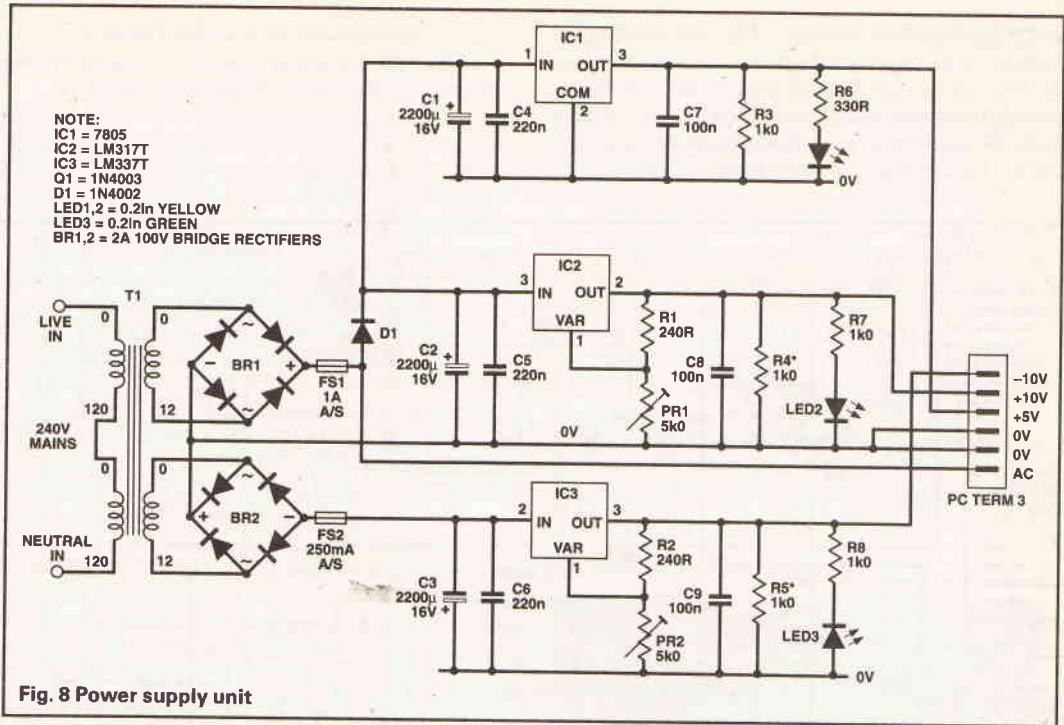 IC1
1
IN
OUT
3
COM
2
C1
2200μ
16V
+
C4
220n
C7
100n
R3
1k0
R6
330R
0V
NOTE:
IC1 = 7805
IC2 = LM317T
IC3 = LM337T
Q1 = 1N4003
D1 = 1N4002
LED1,2 = 0.2in YELLOW
LED3 = 0.2in GREEN
BR1,2 = 2A 100V BRIDGE RECTIFIERS
T1
0
0
LIVE
IN
120
12
240V
MAINS
0
0
NEUTRAL
IN
120
12
~
BR1
-
+
~
FS1
1A
A/S
D1
~
BR2
+
-
~
FS2
250mA
A/S
IC2
3
IN
OUT
2
VAR
1
C2
2200μ
16V
+
C5
220n
R1
240R
PR1
5k0
C8
100n
R4*
1k0
R7
1k0
LED2
0V
–10V
+10V
+5V
0V
0V
AC
PC TERM 3
IC3
2
IN
OUT
3
VAR
1
C3
2200μ
16V
+
C6
220n
R2
240R
PR2
5k0
C9
100n
R5*
1k0
R8
1k0
LED3
0V
Fig. 8 Power supply unit